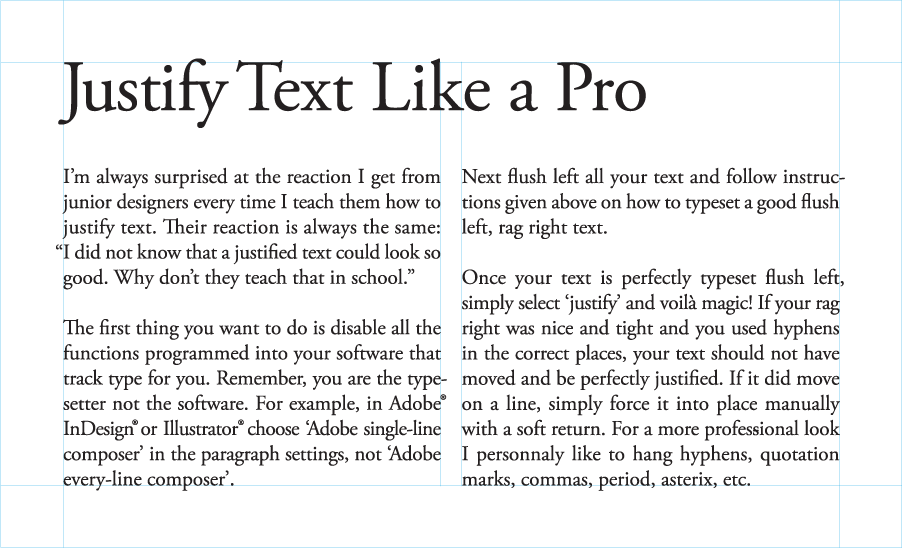 Justify Text Like a Pro
I’m always surprised at the reaction I get from
junior designers every time I teach them how to
justify text. Their reaction is always the same:
“I did not know that a justified text could look so
good. Why don’t they teach that in school.”
The first thing you want to do is disable all the
functions programmed into your software that
track type for you. Remember, you are the type-
setter not the software. For example, in Adobe®
InDesign® or Illustrator® choose ‘Adobe single-line
composer’ in the paragraph settings, not ‘Adobe
every-line composer’.
Next flush left all your text and follow instruc-
tions given above on how to typeset a good flush
left, rag right text.
Once your text is perfectly typeset flush left,
simply select ‘justify’ and voilà magic! If your rag
right was nice and tight and you used hyphens
in the correct places, your text should not have
moved and be perfectly justified. If it did move
on a line, simply force it into place manually
with a soft return. For a more professional look
I personnaly like to hang hyphens, quotation
marks, commas, period, asterix, etc.